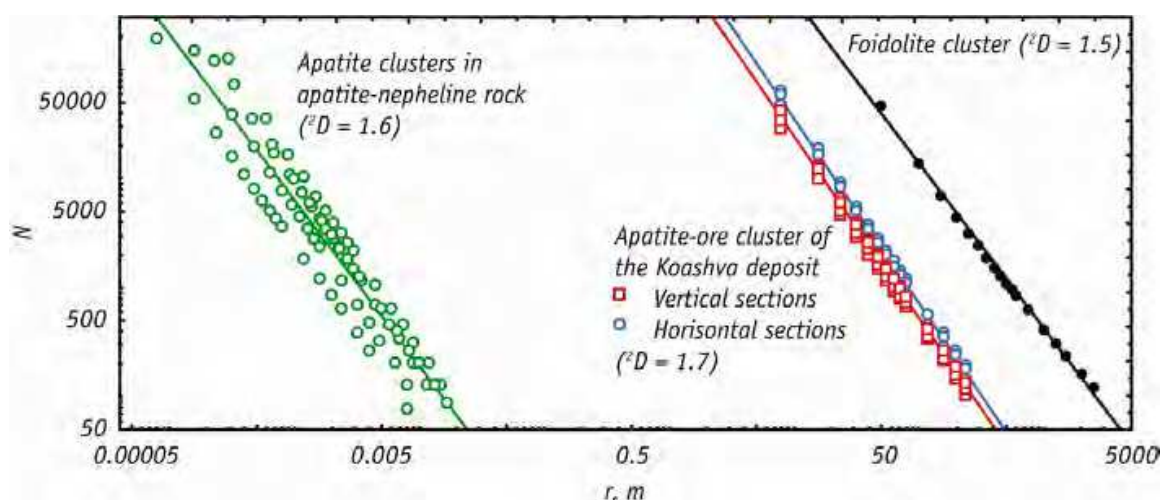 Apatite clusters in
apatite-nepheline rock
(²D = 1.6)
Foidolite cluster (²D = 1.5)
Apatite-ore cluster of
the Koashva deposit
Vertical sections
Horisontal sections
(²D = 1.7)
N
50000
5000
500
50
0.00005
0.005
0.5
50
5000
r, m